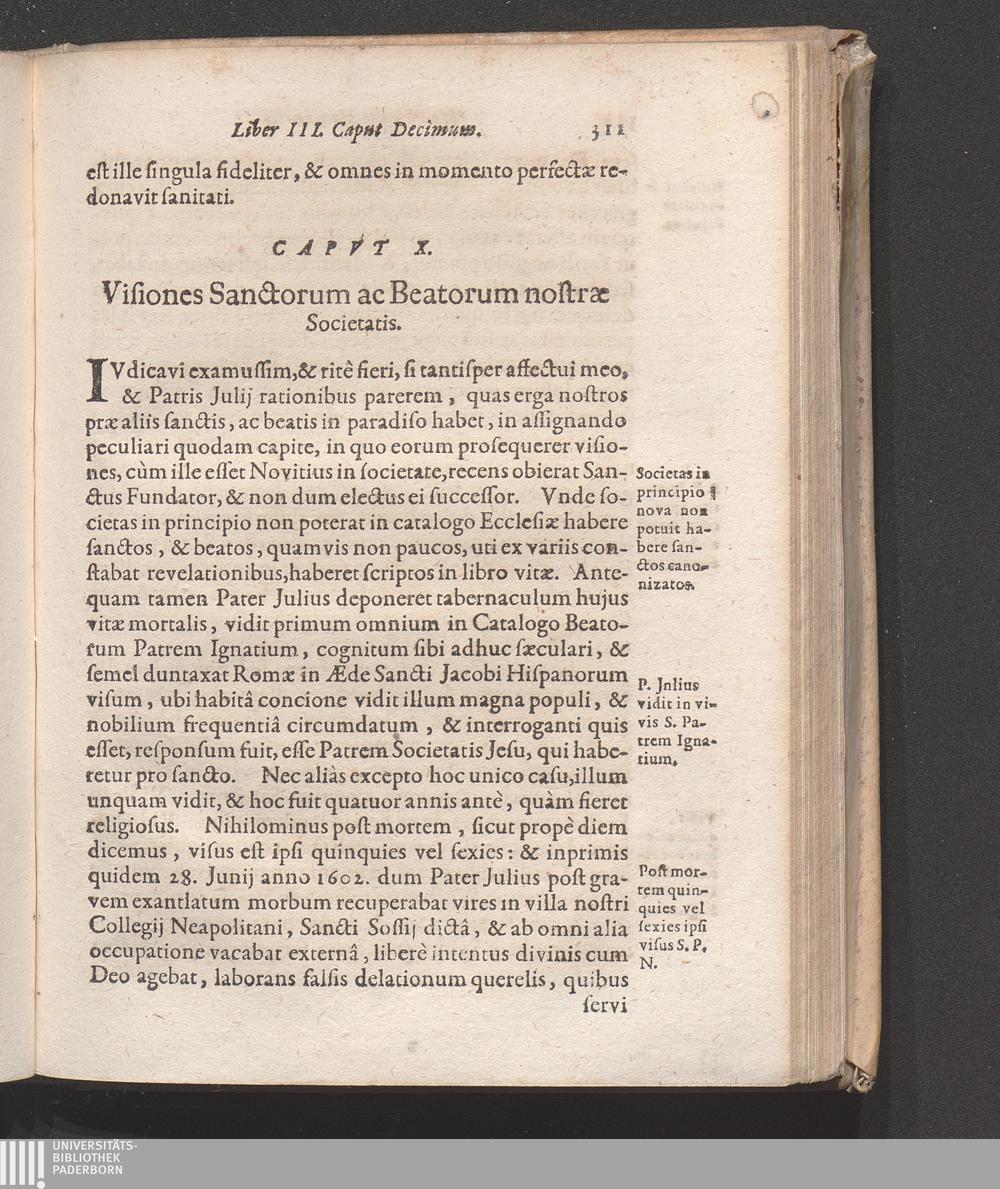 Liber III. Caput Decimum. 311
eſt ille ſingula fideliter, & omnes in momento perfectæ re-
donavit ſanitati.
CAPVT X.
Viſiones Sanctorum ac Beatorum noſtræ
Societatis.
IVdicavi examuſſim,& ritè fieri, ſi tantiſper affectui meo,
& Patris Julij rationibus parerem, quas erga noſtros
præ aliis ſanctis, ac beatis in paradiſo habet, in aſſignando
peculiari quodam capite, in quo eorum proſequerer viſio-
nes, cùm ille eſſet Novitius in ſocietate,recens obierat San-
ctus Fundator, & non dum electus ei ſucceſſor. Vnde ſo-
cietas in principio non poterat in catalogo Eccleſiæ habere
ſanctos, & beatos, quamvis non paucos, uti ex variis con-
ſtabat revelationibus,haberet ſcriptos in libro vitæ. Ante-
quam tamen Pater Julius deponeret tabernaculum hujus
vitæ mortalis, vidit primum omnium in Catalogo Beato-
rum Patrem Ignatium, cognitum ſibi adhuc ſæculari, &
ſemel duntaxat Romæ in Æde Sancti Jacobi Hiſpanorum
viſum, ubi habitâ concione vidit illum magna populi, &
nobilium frequentiâ circumdatum, & interroganti quis
eſſet, reſponſum fuit, eſſe Patrem Societatis Jeſu, qui habe-
retur pro ſancto. Nec aliàs excepto hoc unico caſu,illum
unquam vidit, & hoc fuit quatuor annis antè, quàm fieret
religioſus. Nihilominus poſt mortem, ſicut propè diem
dicemus, viſus eſt ipſi quinquies vel ſexies: & inprimis
quidem 28. Junij anno 1602. dum Pater Julius poſt gra-
vem exantlatum morbum recuperabat vires in villa noſtri
Collegij Neapolitani, Sancti Soſſij dictâ, & ab omni alia
occupatione vacabat externâ, liberè intentus divinis cum
Deo agebat, laborans falſis delationum querelis, quibus
ſervi
Societas in
principio
nova non
potuit ha-
bere ſan-
ctos cano-
nizatos.
P. Jnlius
vidit in vi-
vis S. Pa-
trem Igna-
tium.
Poſt mor-
tem quin-
quies vel
ſexies ipſi
viſus S. P.
N.
UNIVERSITÄTS-
BIBLIOTHEK
PADERBORN